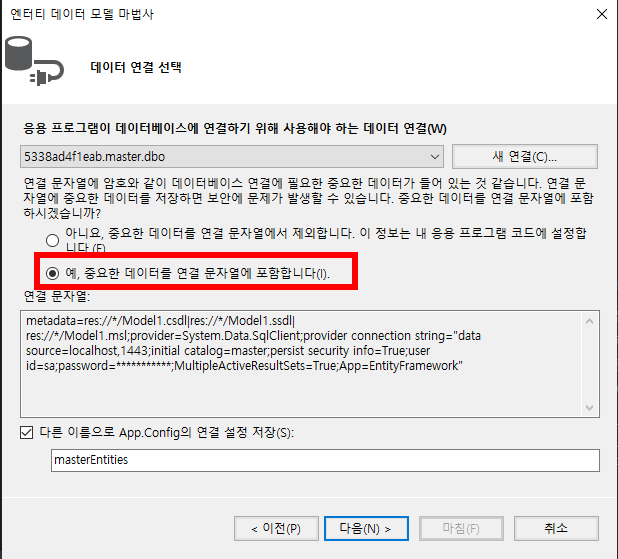 엔터티 데이터 모델 마법사
데이터 연결 선택
응용 프로그램이 데이터베이스에 연결하기 위해 사용해야 하는 데이터 연결(W)
5338ad4f1eab.master.dbo
새 연결(C)...
연결 문자열에 암호와 같이 데이터베이스 연결에 필요한 중요한 데이터가 들어 있는 것 같습니다. 연결 문
자열에 중요한 데이터를 저장하면 보안에 문제가 발생할 수 있습니다. 중요한 데이터를 연결 문자열에 포함
하시겠습니까?
아니요, 중요한 데이터를 연결 문자열에서 제외합니다. 이 정보는 내 응용 프로그램 코드에 설정합
니다.(E)
예, 중요한 데이터를 연결 문자열에 포함합니다(I).
연결 문자열:
metadata=res://*/Model1.csdl|res://*/Model1.ssdl|
res://*/Model1.msl;provider=System.Data.SqlClient;provider connection string="data
source=localhost,1443;initial catalog=master;persist security info=True;user
id=sa;password=***********;MultipleActiveResultSets=True;App=EntityFramework"
다른 이름으로 App.Config의 연결 설정 저장(S):
masterEntities
< 이전(P)
다음(N) >
마침(F)
취소